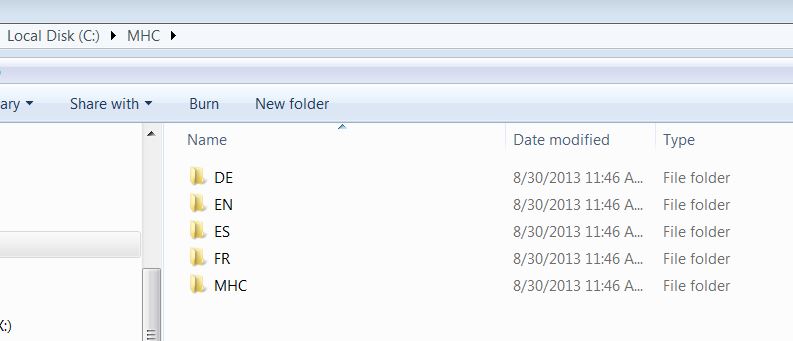 Local Disk (C:) MHC
ary Share with Burn New folder
Name Date modified Type
DE 8/30/2013 11:46 A... File folder
EN 8/30/2013 11:46 A... File folder
ES 8/30/2013 11:46 A... File folder
FR 8/30/2013 11:46 A... File folder
MHC 8/30/2013 11:46 A... File folder
:)